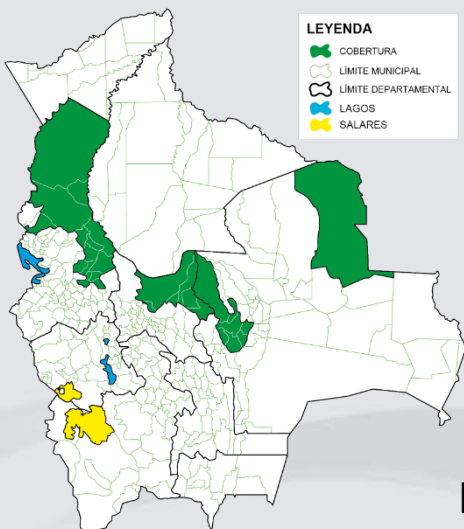 LEYENDA
COBERTURA
LÍMITE MUNICIPAL
LÍMITE DEPARTAMENTAL
LAGOS
SALARES